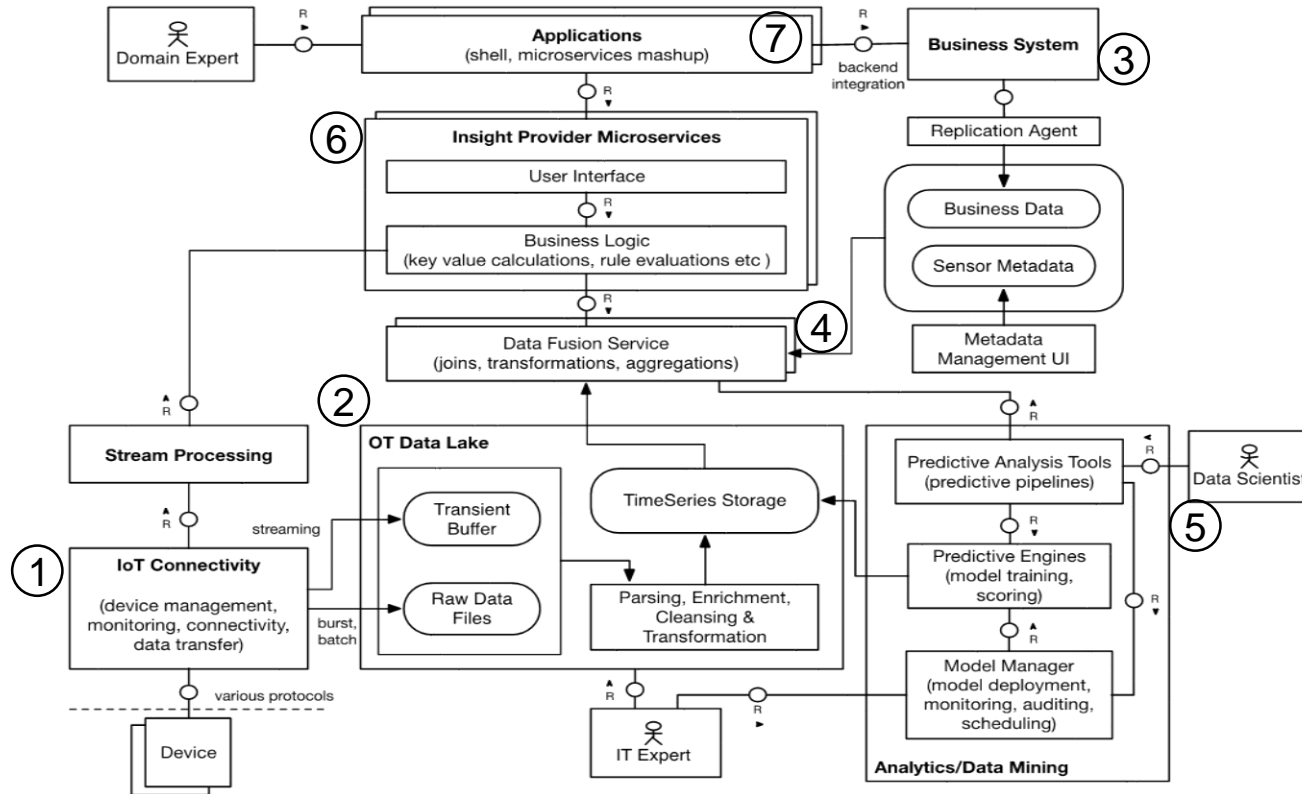 R
R
Domain Expert
Applications
(shell, microservices mashup)
7
backend
integration
Business System
3
R
6
Insight Provider Microservices
User Interface
R
Business Logic
(key value calculations, rule evaluations etc )
Replication Agent
Business Data
Sensor Metadata
R
4
Data Fusion Service
(joins, transformations, aggregations)
Metadata
Management UI
R
2
R
Stream Processing
OT Data Lake
Predictive Analysis Tools
(predictive pipelines)
R
Data Scientist
5
R
streaming
Transient
Buffer
TimeSeries Storage
R
1
IoT Connectivity
(device management,
monitoring, connectivity,
data transfer)
burst,
batch
Raw Data
Files
Parsing, Enrichment,
Cleansing &
Transformation
Predictive Engines
(model training,
scoring)
R
R
Model Manager
(model deployment,
monitoring, auditing,
scheduling)
various protocols
R
R
Device
IT Expert
Analytics/Data Mining